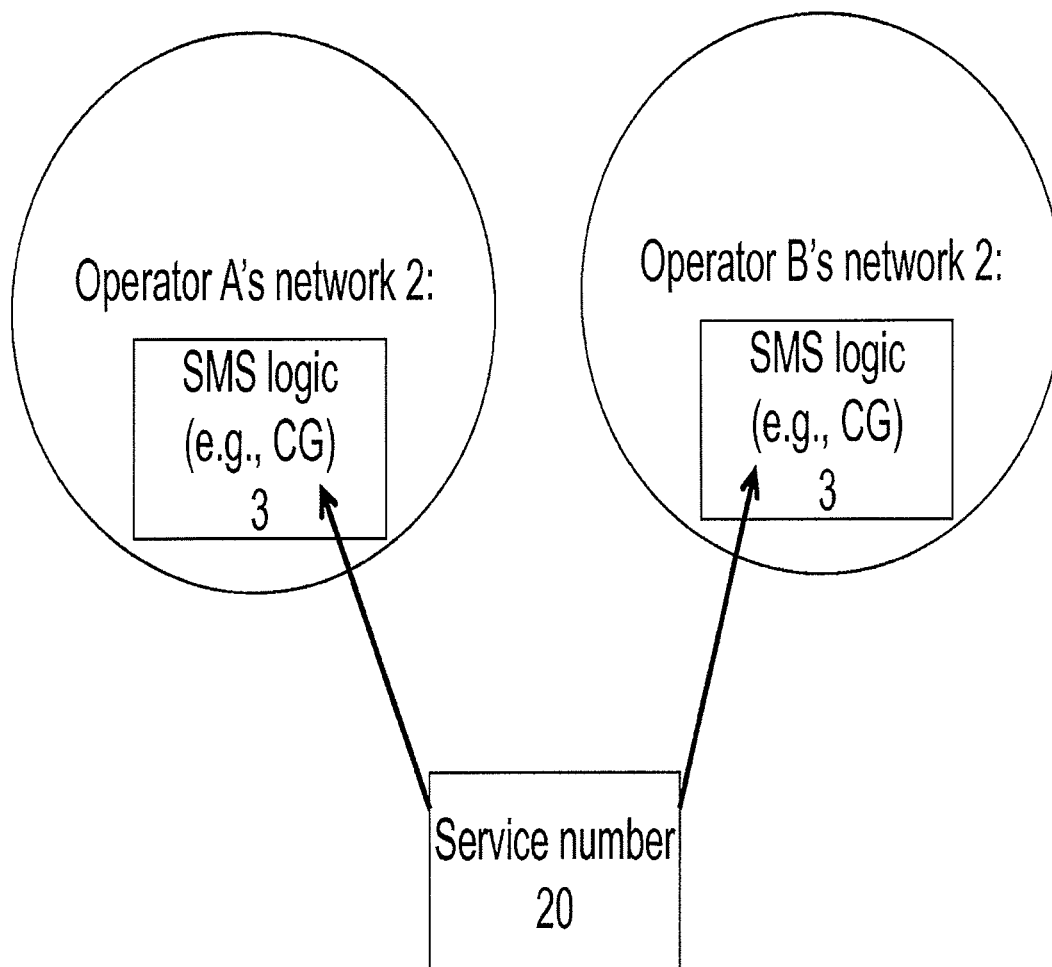 Operator A's network 2:
SMS logic
(e.g., CG)
3
Operator B's network 2:
SMS logic
(e.g., CG)
3
Service number
20